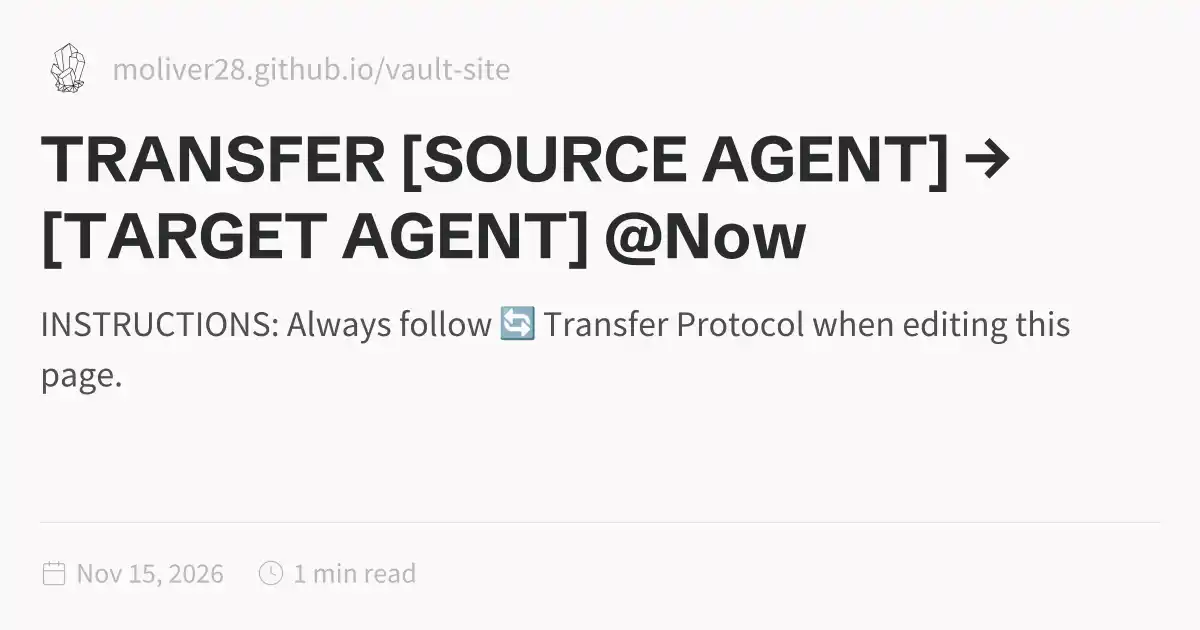 moliver28.github.io/vault-site
TRANSFER [SOURCE AGENT] →
[TARGET AGENT] @Now
INSTRUCTIONS: Always follow 🔄 Transfer Protocol when editing this
page.
Nov 15, 2026 1 min read